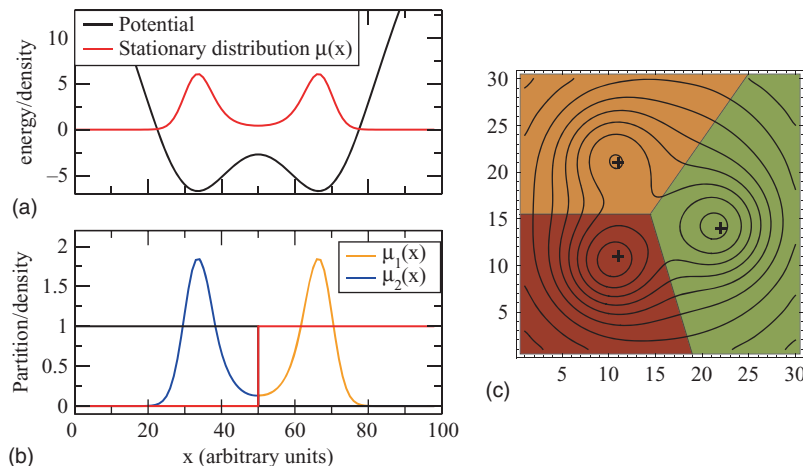 (a)
energy/density
10
5
0
−5
Potential
Stationary distribution μ(x)
(b)
Partition/density
2
1.5
1
0.5
0
μ1(x)
μ2(x)
0 20 40 60 80 100
x (arbitrary units)
30
25
20
15
10
5
5 10 15 20 25 30
(c)